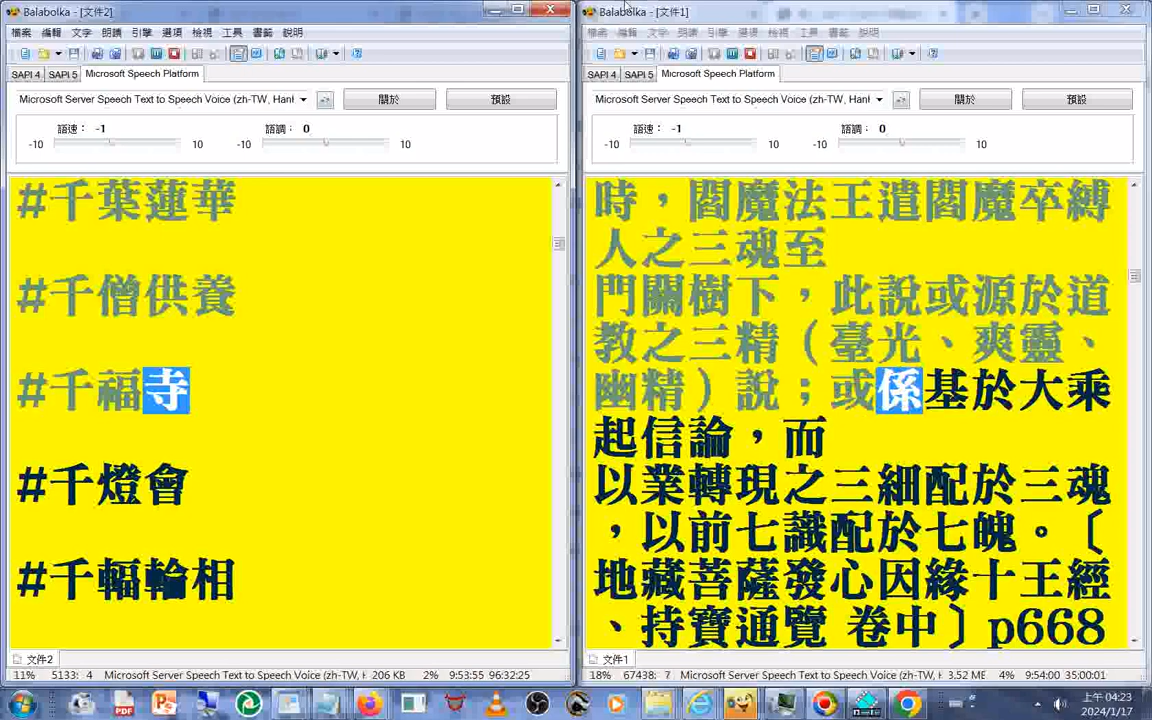 Balabolka - [文件2]
檔案 編輯 文字 朗讀 引擎 選項 檢視 工具 書籤 說明
SAPI 4 SAPI 5 Microsoft Speech Platform
Microsoft Server Speech Text to Speech Voice (zh-TW, Hanl
關於 預設
語速： -1 語調： 0
-10 10 -10 10
#千葉蓮華
#千僧供養
#千福寺
#千燈會
#千輻輪相
文件2
11% 5133: 4 Microsoft Server Speech Text to Speech Voice (zh-TW, H 206 KB 2% 9:53:55 96:32:25
Balabolka - [文件1]
檔案 編輯 文字 朗讀 引擎 選項 檢視 工具 書籤 說明
SAPI 4 SAPI 5 Microsoft Speech Platform
Microsoft Server Speech Text to Speech Voice (zh-TW, Hanl
關於 預設
語速： -1 語調： 0
-10 10 -10 10
時，閻魔法王遣閻魔卒縛
人之三魂至
門關樹下，此說或源於道
教之三精（臺光、爽靈、
幽精）說；或係基於大乘
起信論，而
以業轉現之三細配於三魂
，以前七識配於七魄。〔
地藏菩薩發心因緣十王經
、持寶通覽 卷中〕p668
文件1
18% 67438: 7 Microsoft Server Speech Text to Speech Voice (zh-TW, H 3.52 ME 4% 9:54:00 35:00:01
上午 04:23
2024/1/17